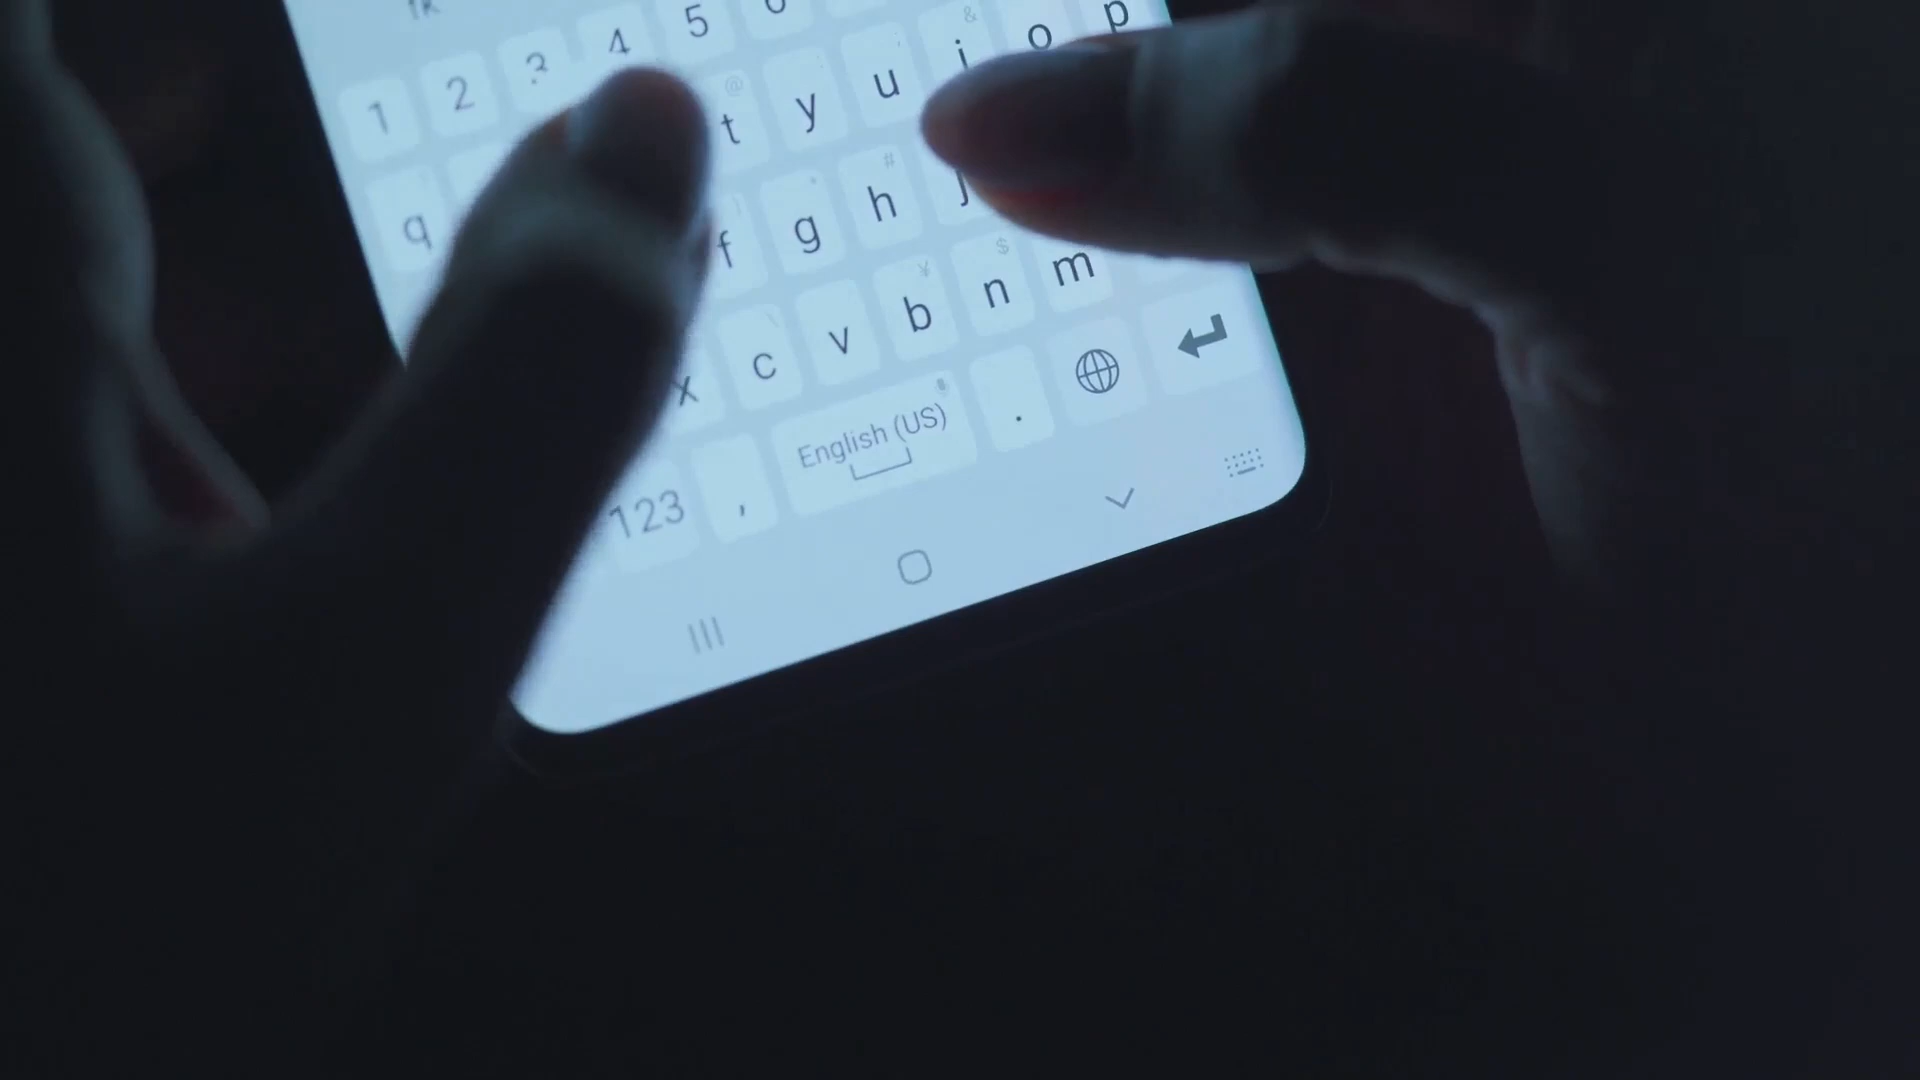 1 2 3 4 5
q t y u i o p
f g h j
x c v b n m
123 , English (US) .